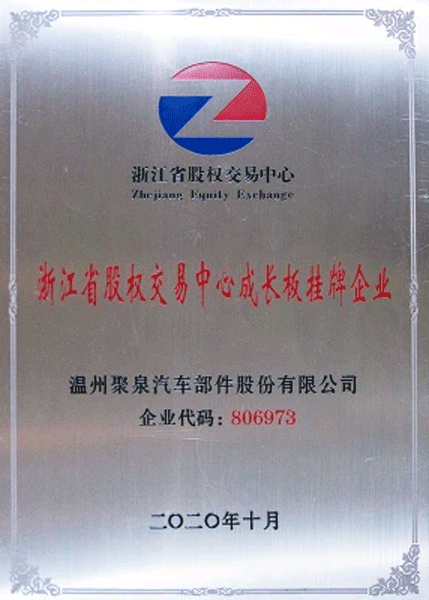 浙江省股权交易中心
Zhejiang Equity Exchange
浙江省股权交易中心成长板挂牌企业
温州聚泉汽车部件股份有限公司
企业代码：806973
二〇二〇年十月